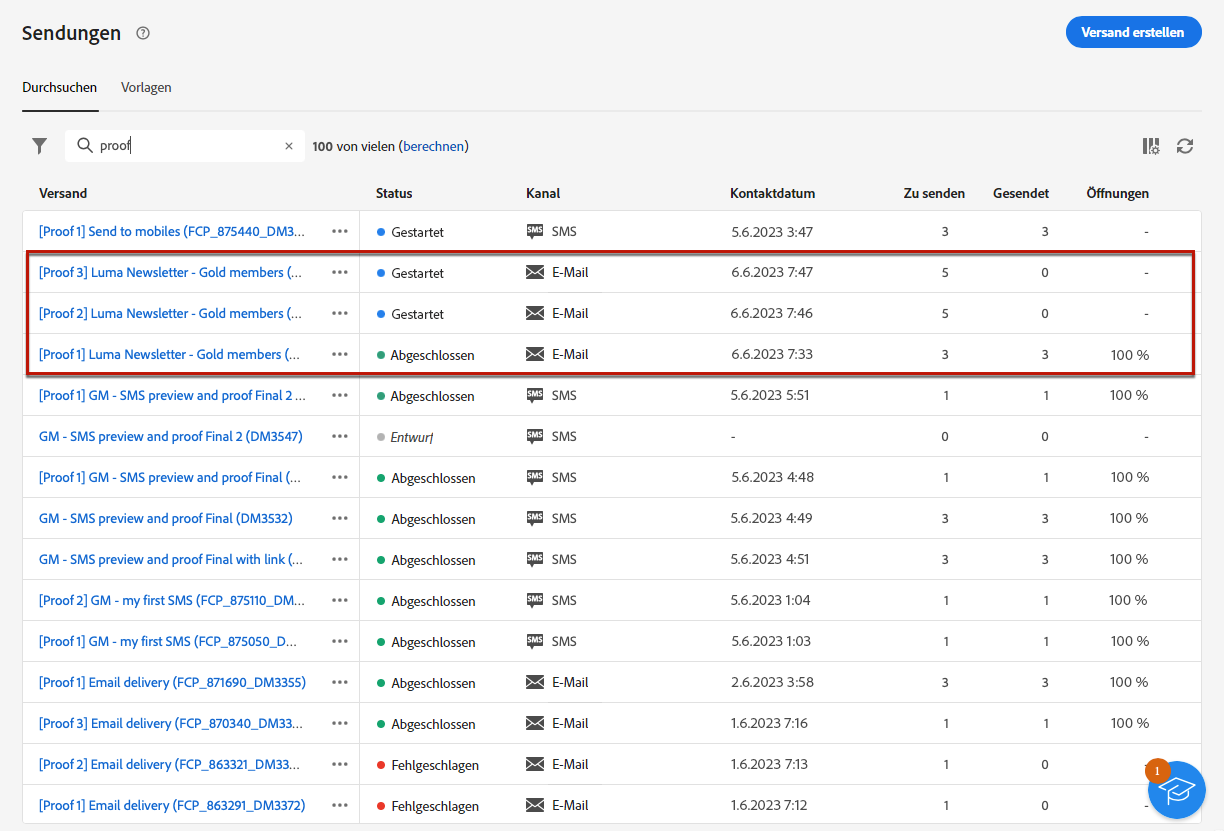 Sendungen
Versand erstellen
Durchsuchen Vorlagen
proof 100 von vielen (berechnen)
Versand Status Kanal Kontaktdatum Zu senden Gesendet Öffnungen
[Proof 1] Send to mobiles (FCP_875440_DM3... Gestartet SMS SMS 5.6.2023 3:47 3 3 -
[Proof 3] Luma Newsletter - Gold members (... Gestartet E-Mail 6.6.2023 7:47 5 0 -
[Proof 2] Luma Newsletter - Gold members (... Gestartet E-Mail 6.6.2023 7:46 5 0 -
[Proof 1] Luma Newsletter - Gold members (... Abgeschlossen E-Mail 6.6.2023 7:33 3 3 100 %
[Proof 1] GM - SMS preview and proof Final 2 ... Abgeschlossen SMS SMS 5.6.2023 5:51 1 1 100 %
GM - SMS preview and proof Final 2 (DM3547) Entwurf SMS SMS - 0 0 -
[Proof 1] GM - SMS preview and proof Final (... Abgeschlossen SMS SMS 5.6.2023 4:48 1 1 100 %
GM - SMS preview and proof Final (DM3532) Abgeschlossen SMS SMS 5.6.2023 4:49 3 3 100 %
GM - SMS preview and proof Final with link (... Abgeschlossen SMS SMS 5.6.2023 4:51 3 3 100 %
[Proof 2] GM - my first SMS (FCP_875110_DM... Abgeschlossen SMS SMS 5.6.2023 1:04 1 1 100 %
[Proof 1] GM - my first SMS (FCP_875050_D... Abgeschlossen SMS SMS 5.6.2023 1:03 1 1 100 %
[Proof 1] Email delivery (FCP_871690_DM3355) Abgeschlossen E-Mail 2.6.2023 3:58 3 3 100 %
[Proof 3] Email delivery (FCP_870340_DM33... Abgeschlossen E-Mail 1.6.2023 7:16 1 1 100 %
[Proof 2] Email delivery (FCP_863321_DM33... Fehlgeschlagen E-Mail 1.6.2023 7:13 1 0 -
1
[Proof 1] Email delivery (FCP_863291_DM3372) Fehlgeschlagen E-Mail 1.6.2023 7:12 1 0 -